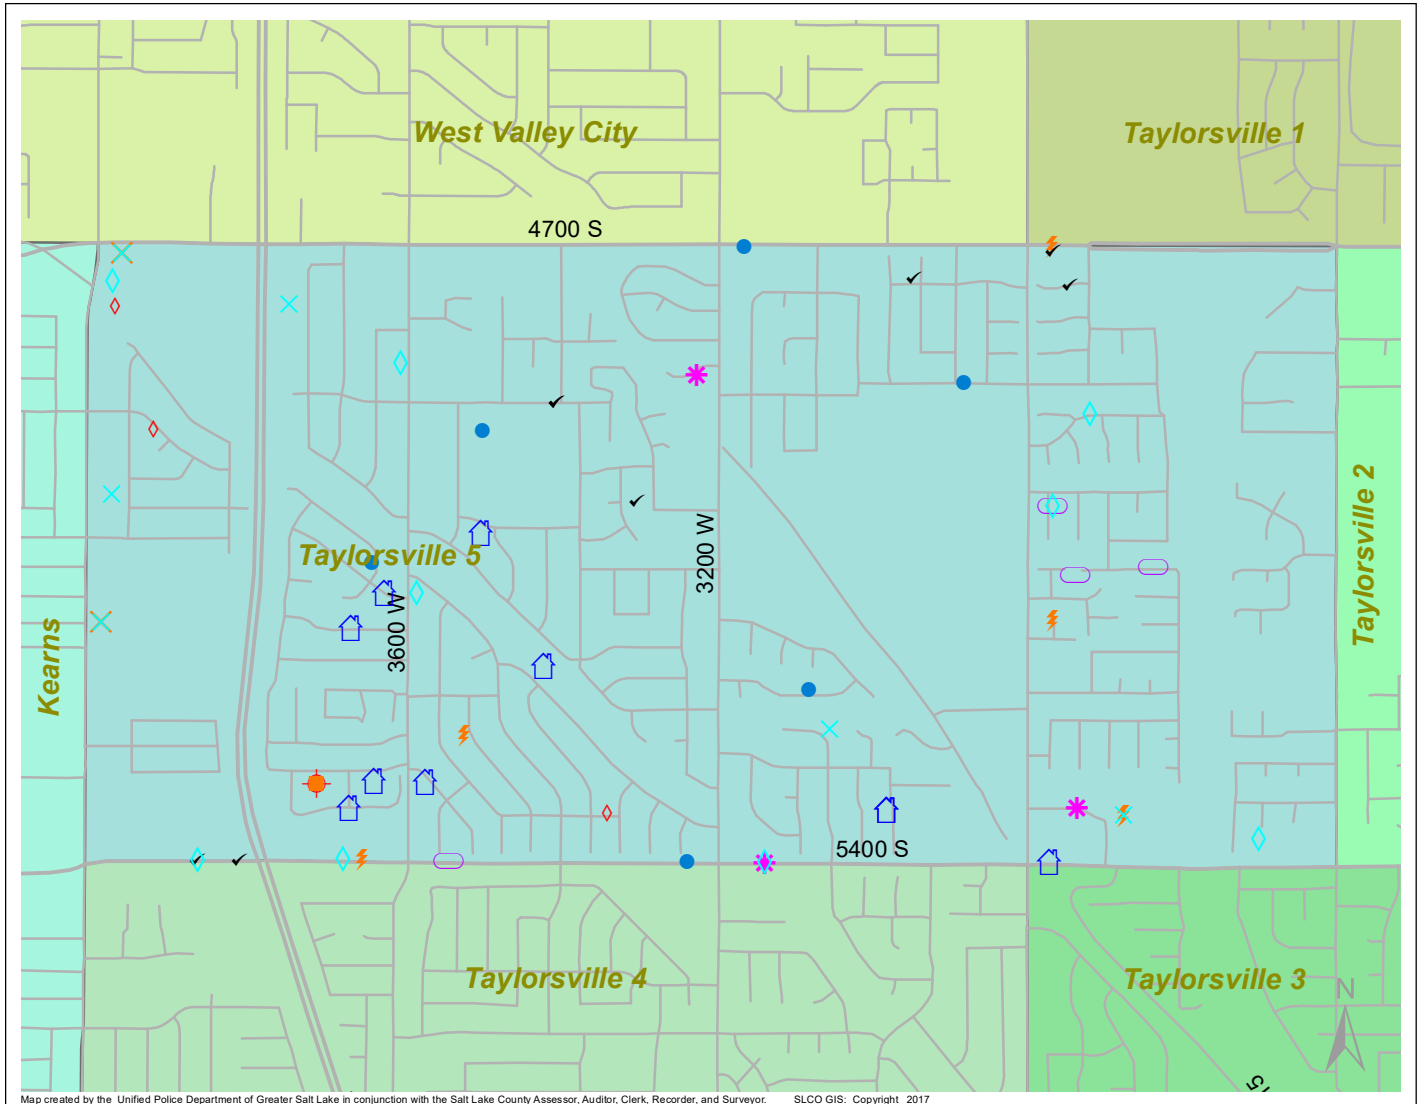 West Valley City
Taylorsville 1
4700 S
Taylorsville 2
3200 W
Taylorsville 5
3600 W
Kearns
5400 S
Taylorsville 4
Taylorsville 3
N
15
Map created by the Unified Police Department of Greater Salt Lake in conjunction with the Salt Lake County Assessor, Auditor, Clerk, Recorder, and Surveyor. SLCO GIS: Copyright 2017